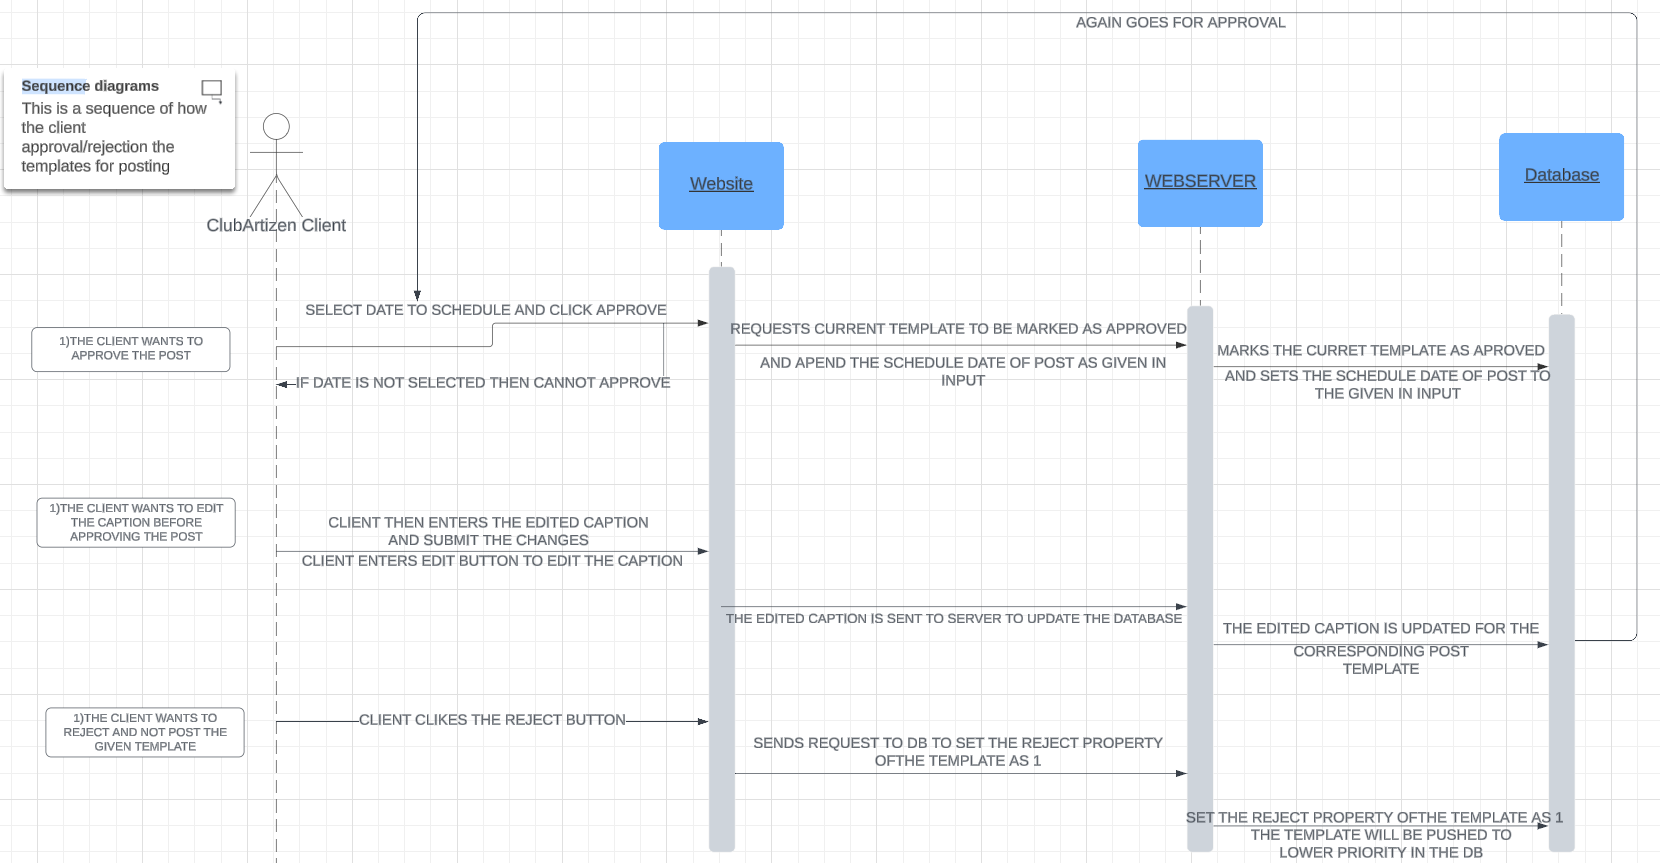 AGAIN GOES FOR APPROVAL
Sequence diagrams
This is a sequence of how
the client
approval/rejection the
templates for posting
ClubArtizen Client
Website
WEBSERVER
Database
1)THE CLIENT WANTS TO
APPROVE THE POST
SELECT DATE TO SCHEDULE AND CLICK APPROVE
IF DATE IS NOT SELECTED THEN CANNOT APPROVE
REQUESTS CURRENT TEMPLATE TO BE MARKED AS APPROVED
AND APEND THE SCHEDULE DATE OF POST AS GIVEN IN
INPUT
MARKS THE CURRET TEMPLATE AS APROVED
AND SETS THE SCHEDULE DATE OF POST TO
THE GIVEN IN INPUT
1)THE CLIENT WANTS TO EDIT
THE CAPTION BEFORE
APPROVING THE POST
CLIENT THEN ENTERS THE EDITED CAPTION
AND SUBMIT THE CHANGES
CLIENT ENTERS EDIT BUTTON TO EDIT THE CAPTION
THE EDITED CAPTION IS SENT TO SERVER TO UPDATE THE DATABASE
THE EDITED CAPTION IS UPDATED FOR THE
CORRESPONDING POST
TEMPLATE
1)THE CLIENT WANTS TO
REJECT AND NOT POST THE
GIVEN TEMPLATE
CLIENT CLIKES THE REJECT BUTTON
SENDS REQUEST TO DB TO SET THE REJECT PROPERTY
OFTHE TEMPLATE AS 1
SET THE REJECT PROPERTY OFTHE TEMPLATE AS 1
THE TEMPLATE WILL BE PUSHED TO
LOWER PRIORITY IN THE DB